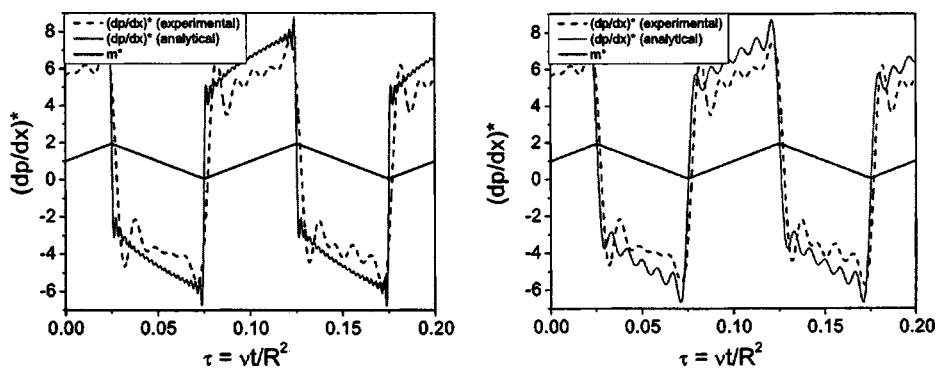 (dp/dx)* (experimental)
(dp/dx)* (analytical)
m*
(dp/dx)*
8
6
4
2
0
-2
-4
-6
0.00 0.05 0.10 0.15 0.20
τ = νt/R²
(dp/dx)* (experimental)
(dp/dx)* (analytical)
m*
(dp/dx)*
8
6
4
2
0
-2
-4
-6
0.00 0.05 0.10 0.15 0.20
τ = νt/R²